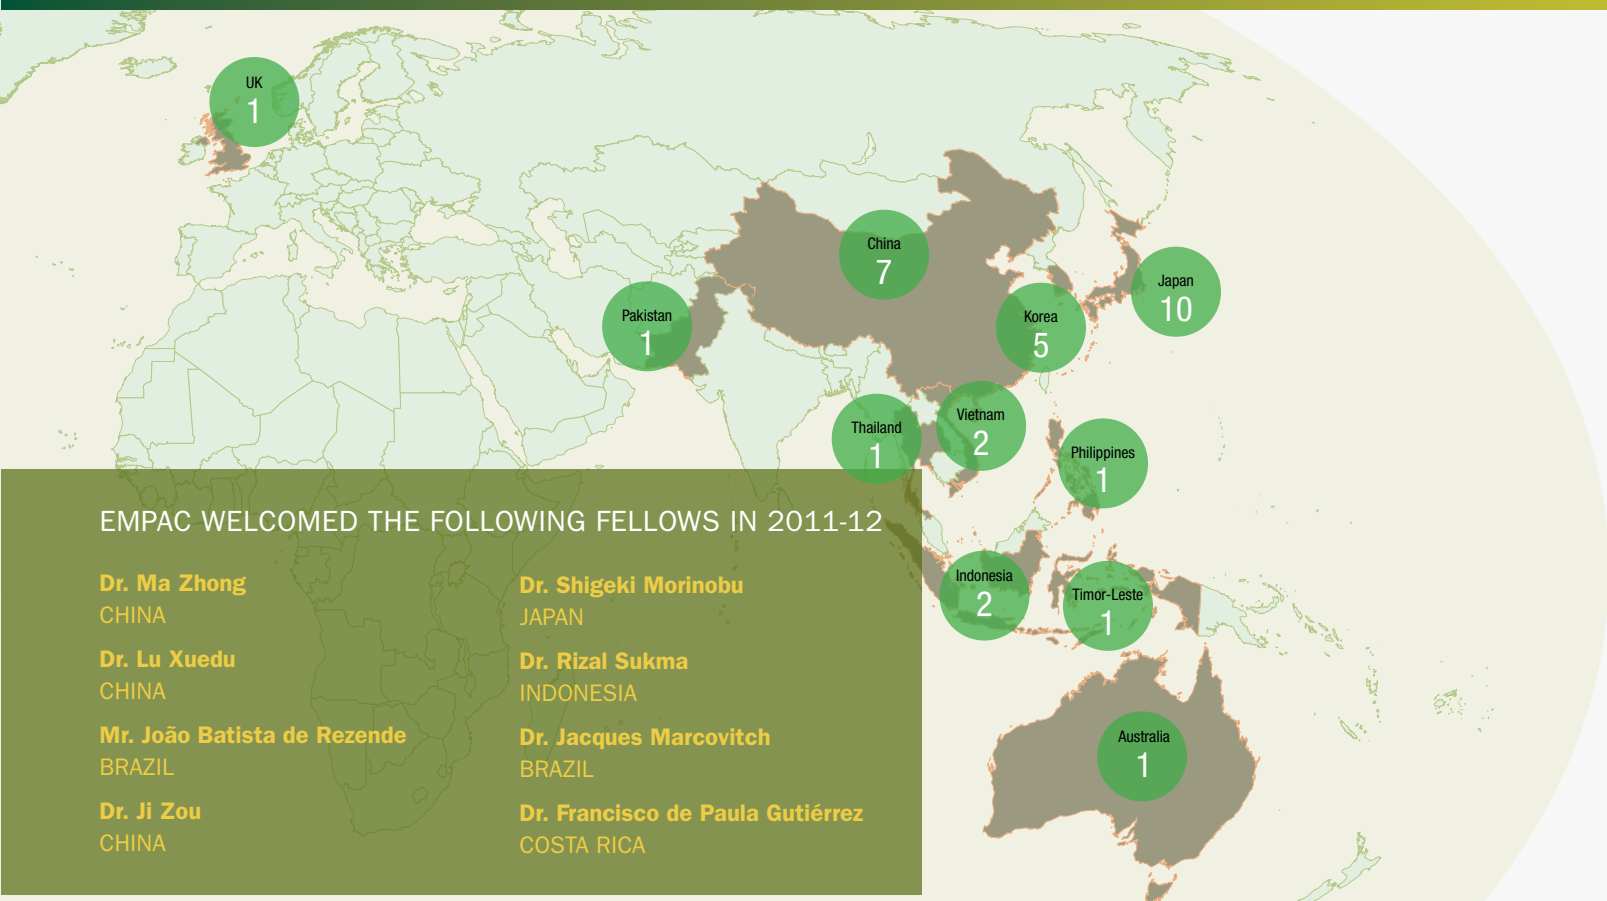 UK
1
China
7
Japan
10
Pakistan
1
Korea
5
Vietnam
2
Thailand
1
Philippines
1
Indonesia
2
Timor-Leste
1
Australia
1
EMPAC WELCOMED THE FOLLOWING FELLOWS IN 2011-12
Dr. Ma Zhong
CHINA
Dr. Lu Xuedu
CHINA
Mr. João Batista de Rezende
BRAZIL
Dr. Ji Zou
CHINA
Dr. Shigeki Morinobu
JAPAN
Dr. Rizal Sukma
INDONESIA
Dr. Jacques Marcovitch
BRAZIL
Dr. Francisco de Paula Gutiérrez
COSTA RICA